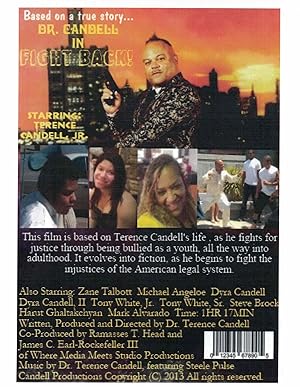 Based on a true story...
DR. CANDELL
IN
FIGHT BACK!
STARRING:
TERENCE
CANDELL, JR.
This film is based on Terence Candell's life , as he fights for
justice through being bullied as a youth, all the way into
adulthood. It evolves into fiction, as he begins to fight the
injustices of the American legal system.
Also Starring: Zane Talbott Michael Angeloe Dyra Candell
Dyra Candell, II Tony White, Jr. Tony White, Sr. Steve Brock
Harut Ghaltakchyan Mark Alvarado Time: 1HR 17MIN
Written, Produced and Directed by Dr. Terence Candell
Co-Produced by Ramasses T. Head and
James C. Earl-Rockefeller III
of Where Media Meets Studio Productions
Music by Dr. Terence Candell, featuring Steele Pulse
Candell Productions Copyright (C) 2013 All rights reserved.
0 12345 67890 5